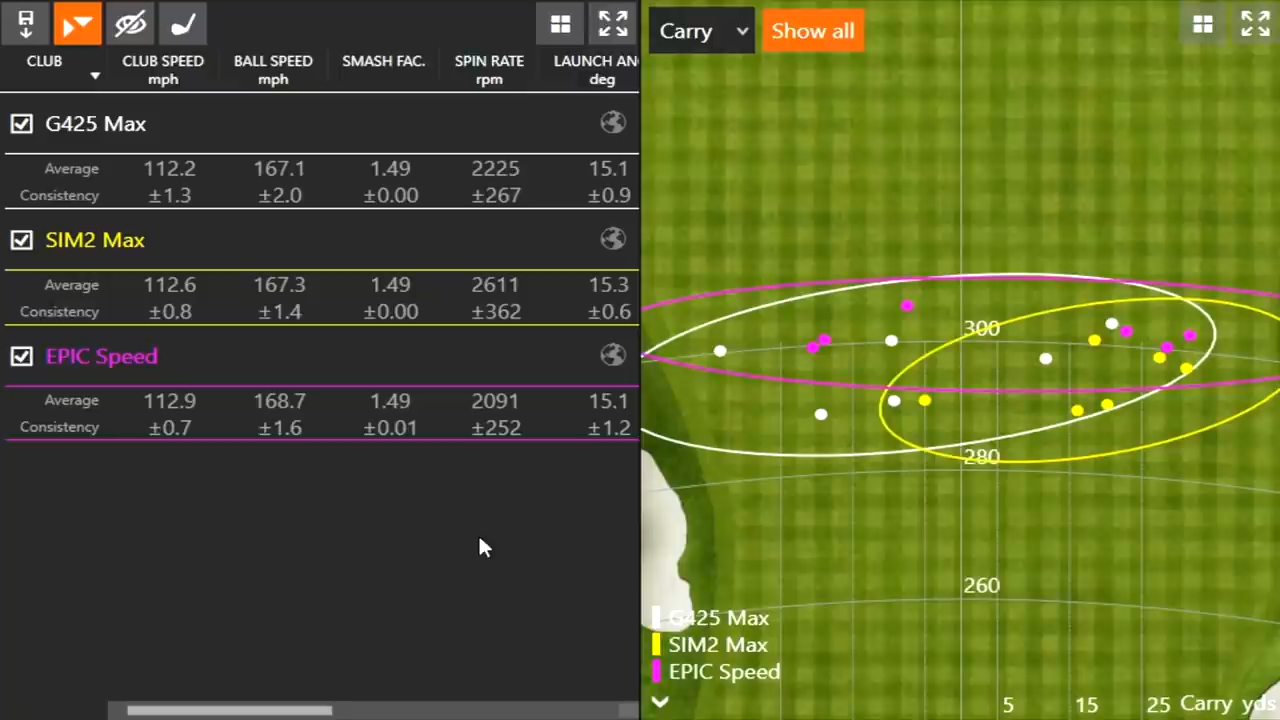 CLUB CLUB SPEED BALL SPEED SMASH FAC. SPIN RATE LAUNCH AN
mph mph rpm deg
G425 Max
Average 112.2 167.1 1.49 2225 15.1
Consistency ±1.3 ±2.0 ±0.00 ±267 ±0.9
SIM2 Max
Average 112.6 167.3 1.49 2611 15.3
Consistency ±0.8 ±1.4 ±0.00 ±362 ±0.6
EPIC Speed
Average 112.9 168.7 1.49 2091 15.1
Consistency ±0.7 ±1.6 ±0.01 ±252 ±1.2
Carry Show all
300
280
260
G425 Max
SIM2 Max
EPIC Speed
5 15 25 Carry yds